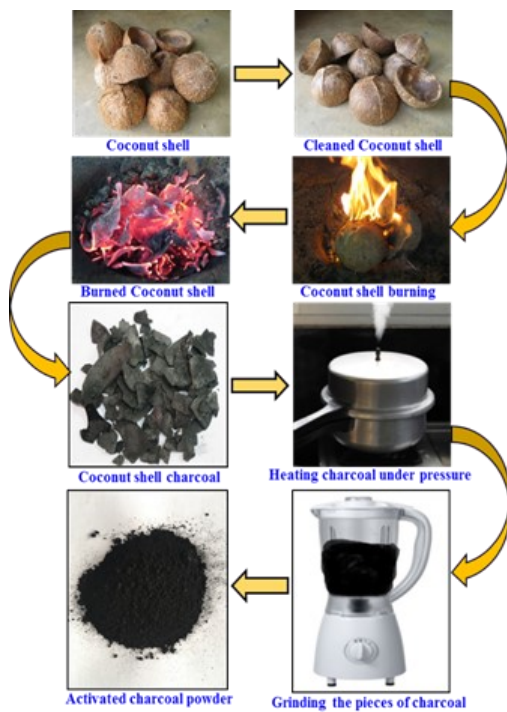 Coconut shell
Cleaned Coconut shell
Coconut shell burning
Burned Coconut shell
Coconut shell charcoal
Heating charcoal under pressure
Grinding the pieces of charcoal
Activated charcoal powder